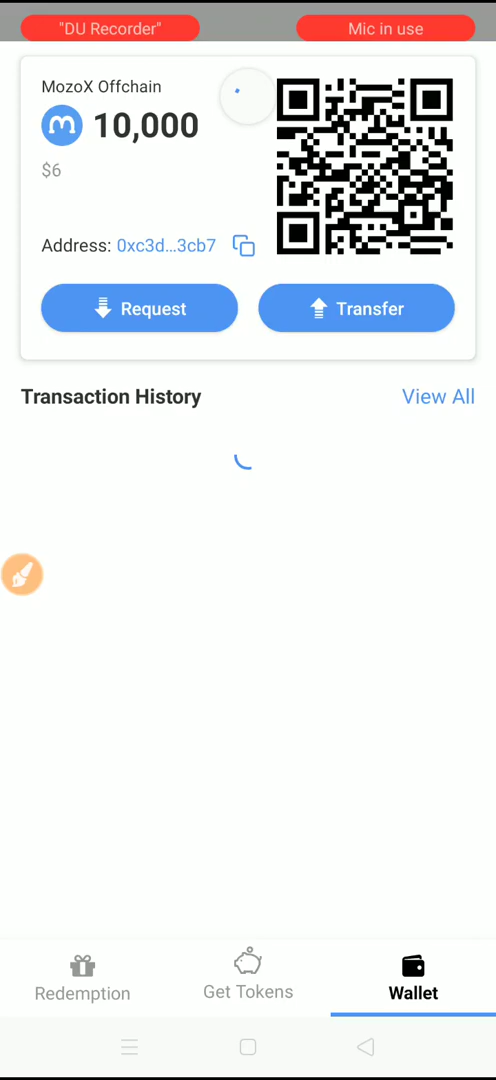 "DU Recorder"
Mic in use
MozoX Offchain
10,000
$6
Address: 0xc3d...3cb7
Request
Transfer
Transaction History
View All
Redemption
Get Tokens
Wallet